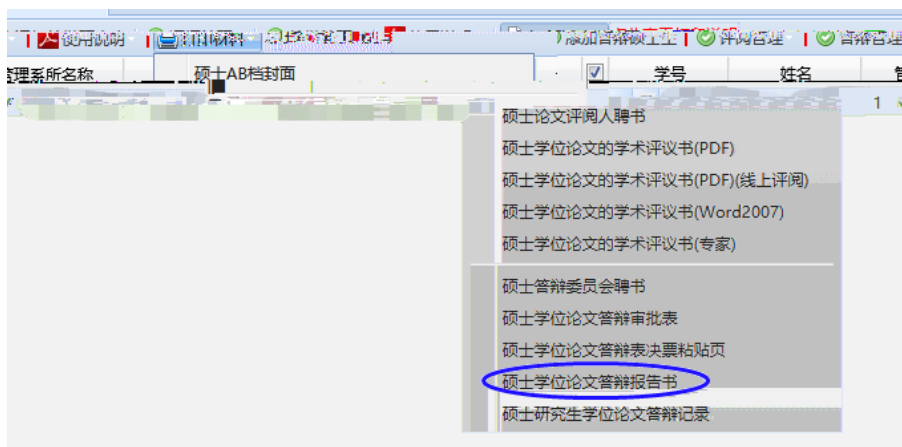 使用说明 打印材料 添加答辩硕士生 评阅管理 答辩管理
管理系所名称 硕士AB档封面 学号 姓名
1
硕士论文评阅人聘书
硕士学位论文的学术评议书(PDF)
硕士学位论文的学术评议书(PDF)(线上评阅)
硕士学位论文的学术评议书(Word2007)
硕士学位论文的学术评议书(专家)
硕士答辩委员会聘书
硕士学位论文答辩审批表
硕士学位论文答辩表决票粘贴页
硕士学位论文答辩报告书
硕士研究生学位论文答辩记录